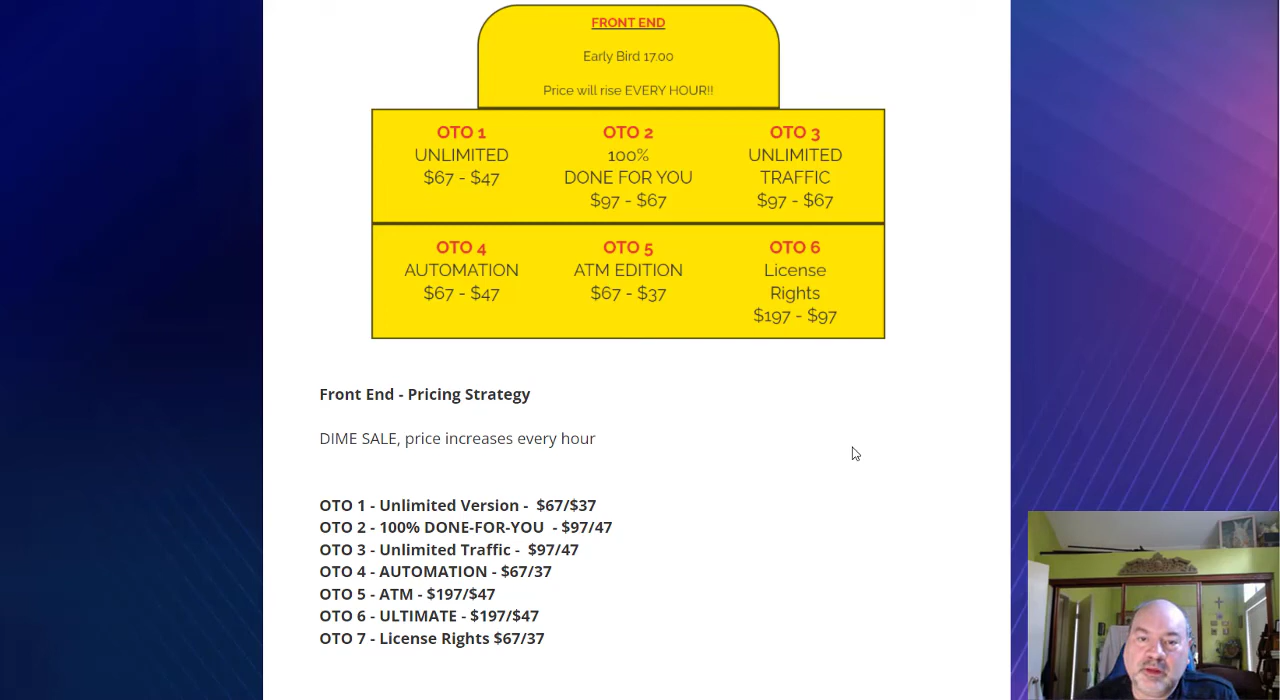 FRONT END
Early Bird 17.00
Price will rise EVERY HOUR!!
OTO 1
UNLIMITED
$67 - $47
OTO 2
100%
DONE FOR YOU
$97 - $67
OTO 3
UNLIMITED
TRAFFIC
$97 - $67
OTO 4
AUTOMATION
$67 - $47
OTO 5
ATM EDITION
$67 - $37
OTO 6
License
Rights
$197 - $97
Front End - Pricing Strategy
DIME SALE, price increases every hour
OTO 1 - Unlimited Version - $67/$37
OTO 2 - 100% DONE-FOR-YOU - $97/47
OTO 3 - Unlimited Traffic - $97/47
OTO 4 - AUTOMATION - $67/37
OTO 5 - ATM - $197/$47
OTO 6 - ULTIMATE - $197/$47
OTO 7 - License Rights $67/37